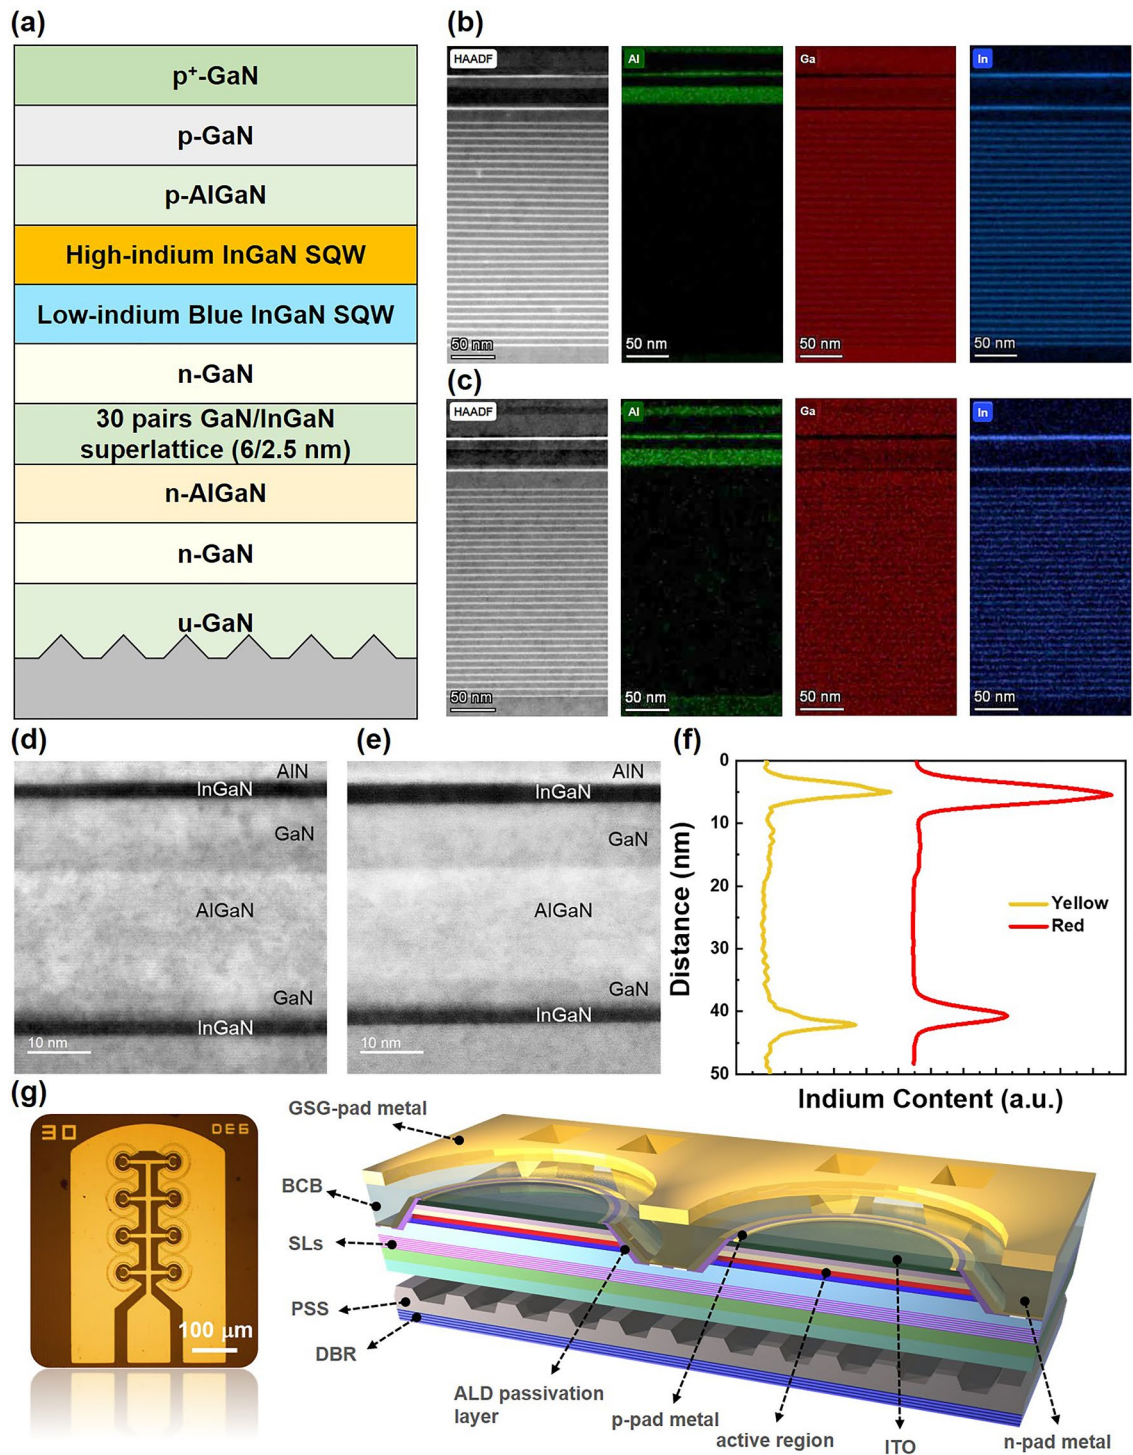 (a)
p⁺-GaN
p-GaN
p-AlGaN
High-indium InGaN SQW
Low-indium Blue InGaN SQW
n-GaN
30 pairs GaN/InGaN
superlattice (6/2.5 nm)
n-AlGaN
n-GaN
u-GaN
(b)
HAADF
Al
Ga
In
50 nm
50 nm
50 nm
50 nm
(c)
HAADF
Al
Ga
In
50 nm
50 nm
50 nm
50 nm
(d)
AlN
InGaN
GaN
AlGaN
GaN
InGaN
10 nm
(e)
AlN
InGaN
GaN
AlGaN
GaN
InGaN
10 nm
(f)
0
10
20
30
40
50
Distance (nm)
Yellow
Red
Indium Content (a.u.)
(g)
30
DE6
100 μm
GSG-pad metal
BCB
SLs
PSS
DBR
ALD passivation
layer
p-pad metal
active region
ITO
n-pad metal